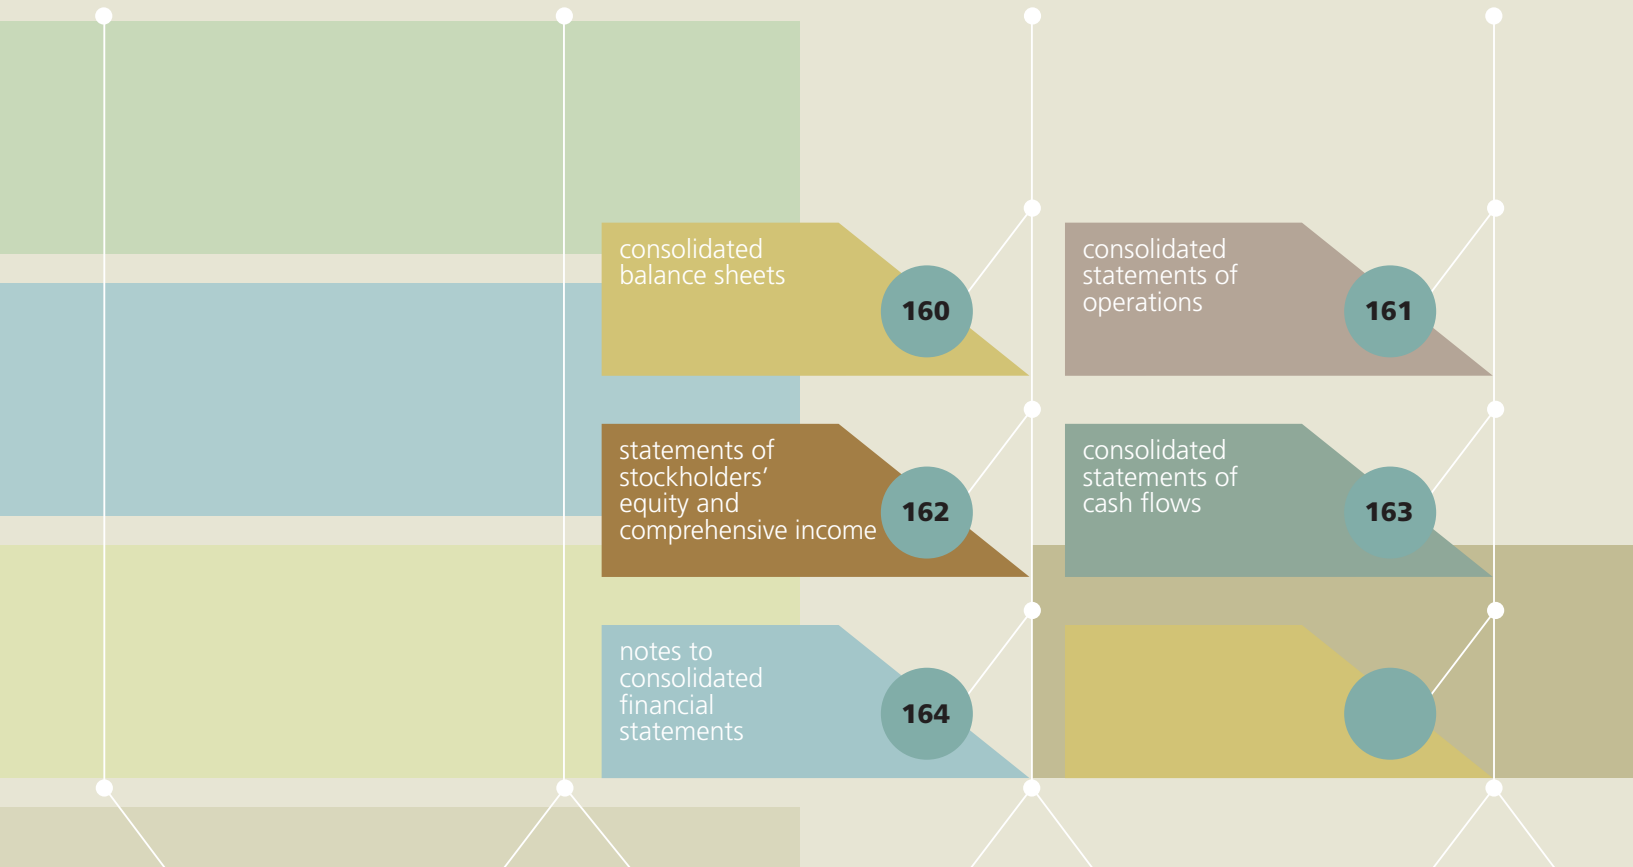 consolidated
balance sheets
160
consolidated
statements of
operations
161
statements of
stockholders’
equity and
comprehensive income
162
consolidated
statements of
cash flows
163
notes to
consolidated
financial
statements
164